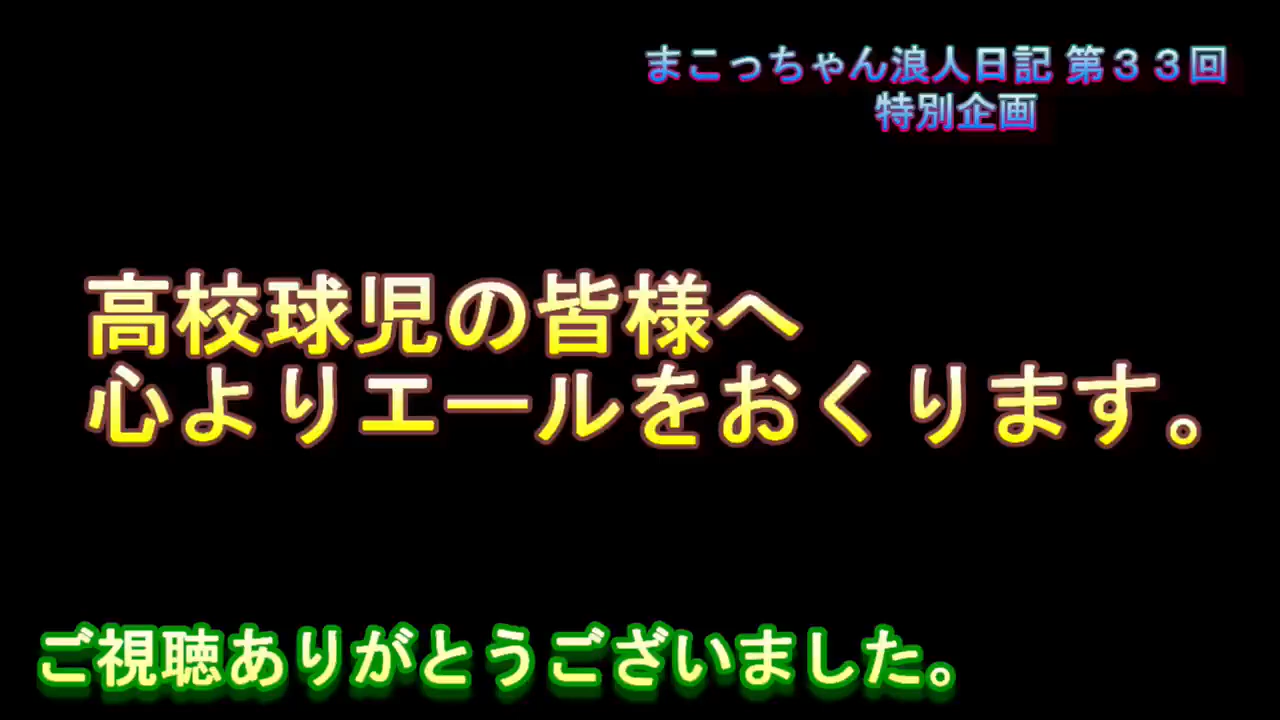 まこっちゃん浪人日記 第３３回
特別企画
高校球児の皆様へ
心よりエールをおくります。
ご視聴ありがとうございました。